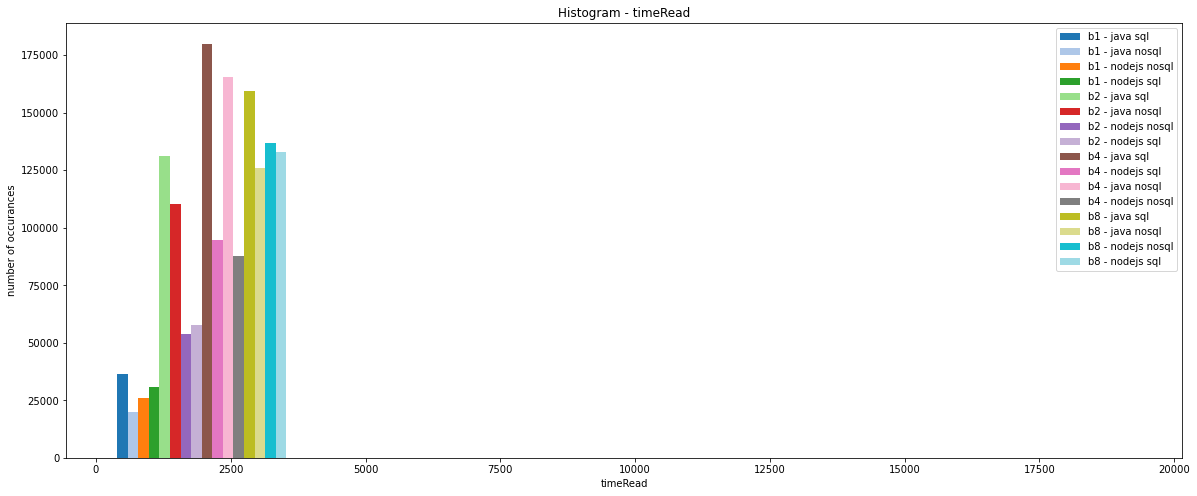 Histogram - timeRead
number of occurances
175000
150000
125000
100000
75000
50000
25000
0
0 2500 5000 7500 10000 12500 15000 17500 20000
timeRead
b1 - java sql
b1 - java nosql
b1 - nodejs nosql
b1 - nodejs sql
b2 - java sql
b2 - java nosql
b2 - nodejs nosql
b2 - nodejs sql
b4 - java sql
b4 - nodejs sql
b4 - java nosql
b4 - nodejs nosql
b8 - java sql
b8 - java nosql
b8 - nodejs nosql
b8 - nodejs sql